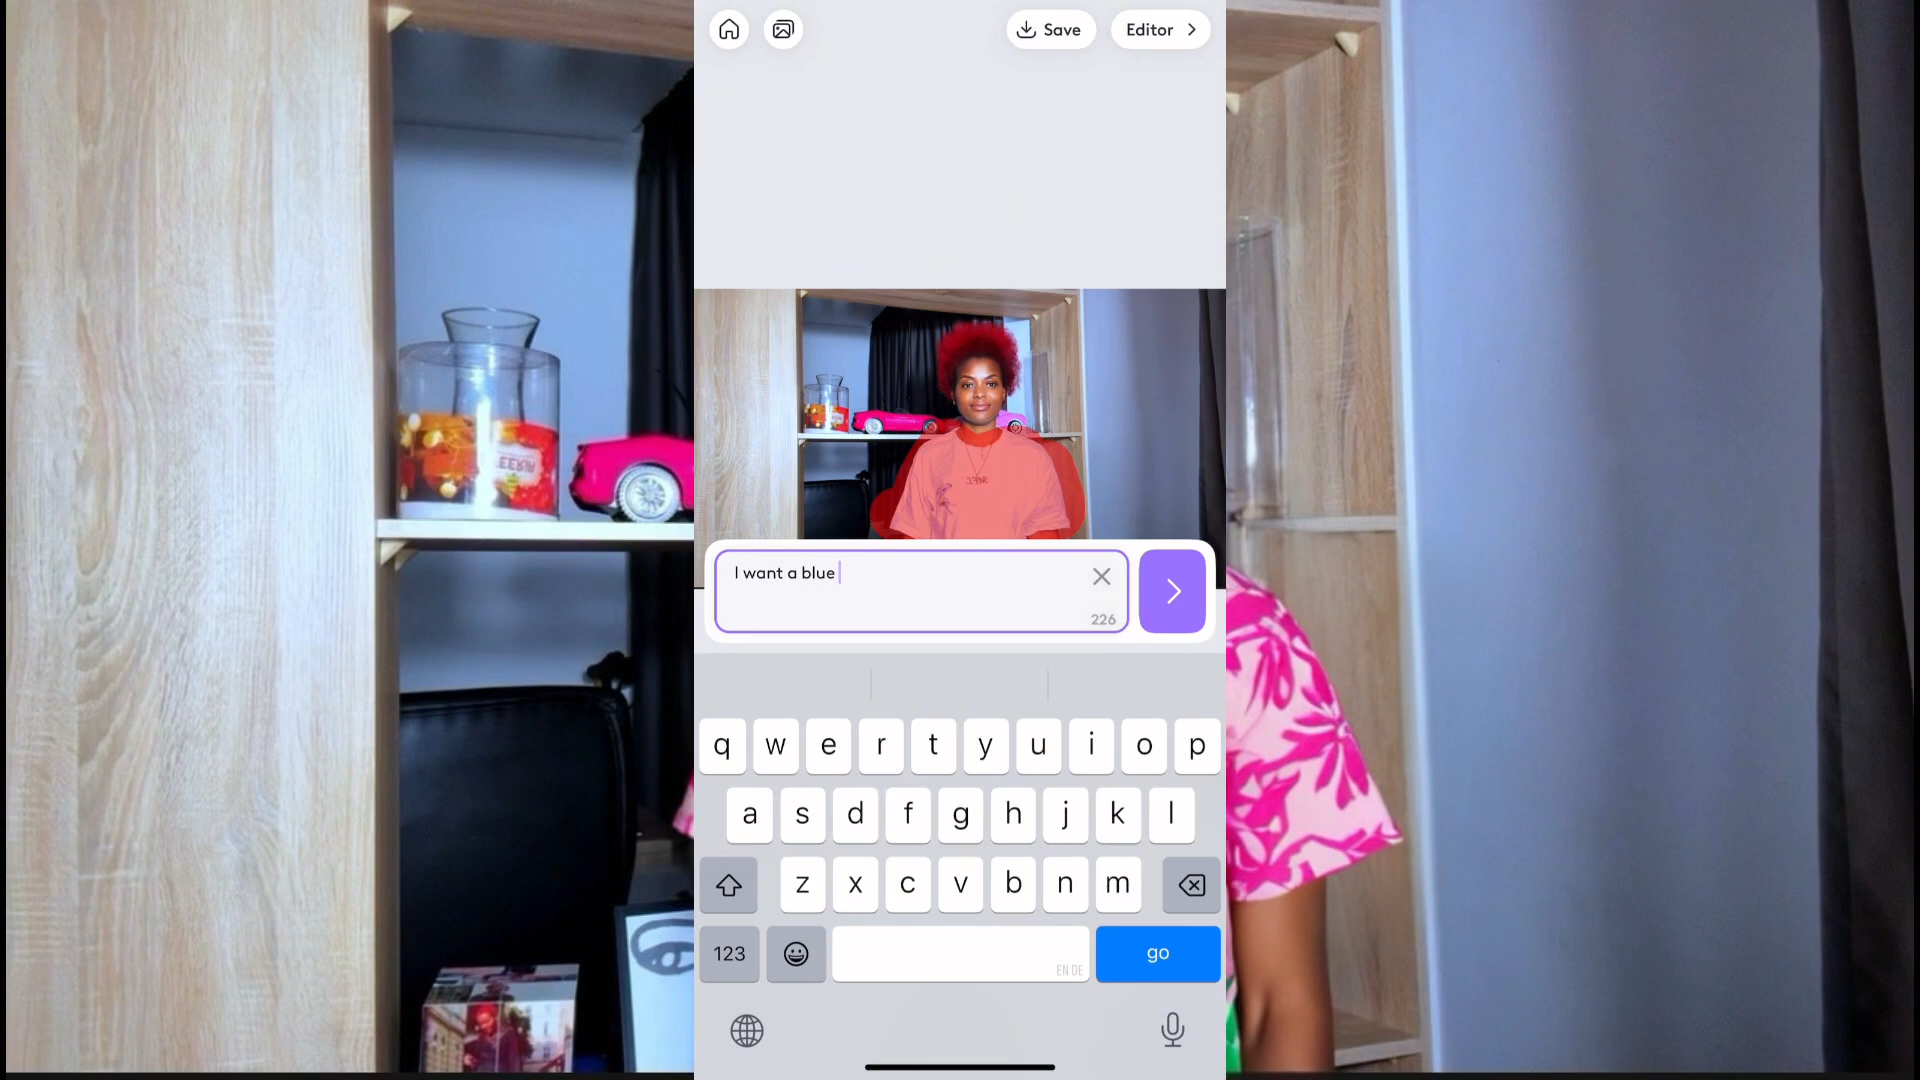 Save
Editor
I want a blue
226
q w e r t y u i o p
a s d f g h j k l
z x c v b n m
123
EN DE
go